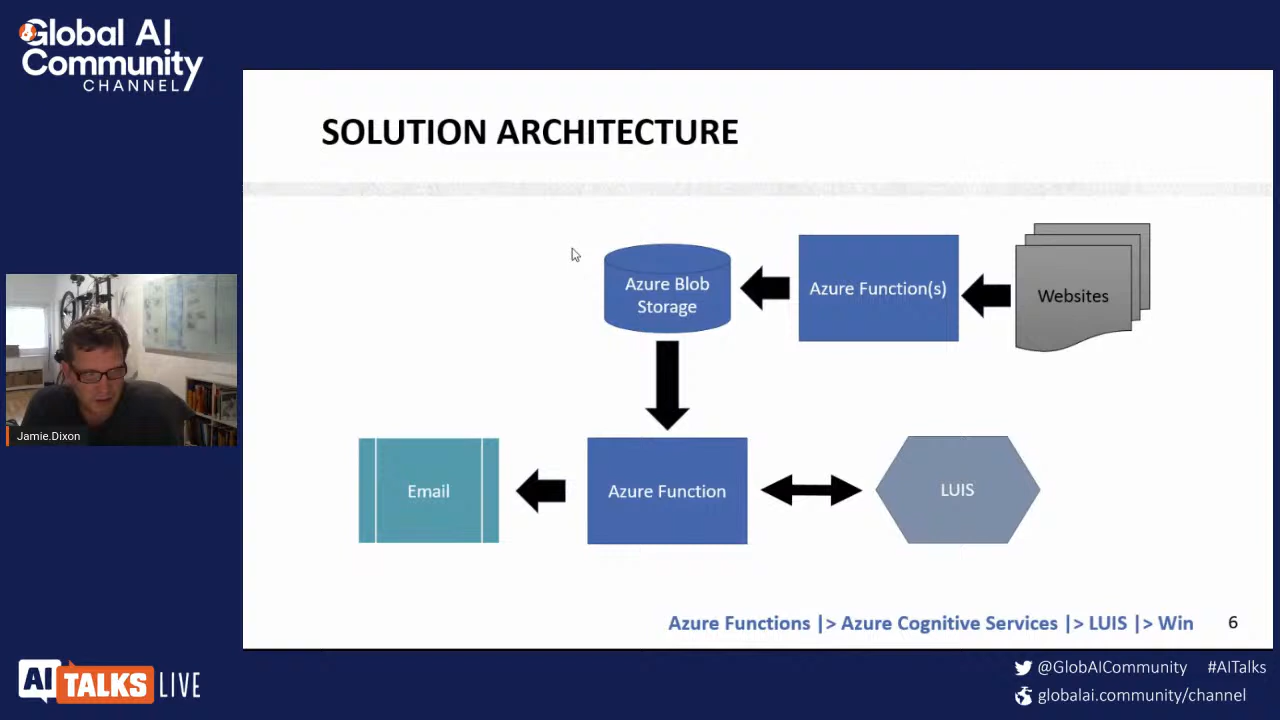 Global AI
Community
CHANNEL
SOLUTION ARCHITECTURE
Azure Blob
Storage
Azure Function(s)
Websites
Jamie.Dixon
Email
Azure Function
LUIS
Azure Functions |> Azure Cognitive Services |> LUIS |> Win
6
AI TALKS LIVE
@GlobAICommunity #AITalks
globalai.community/channel